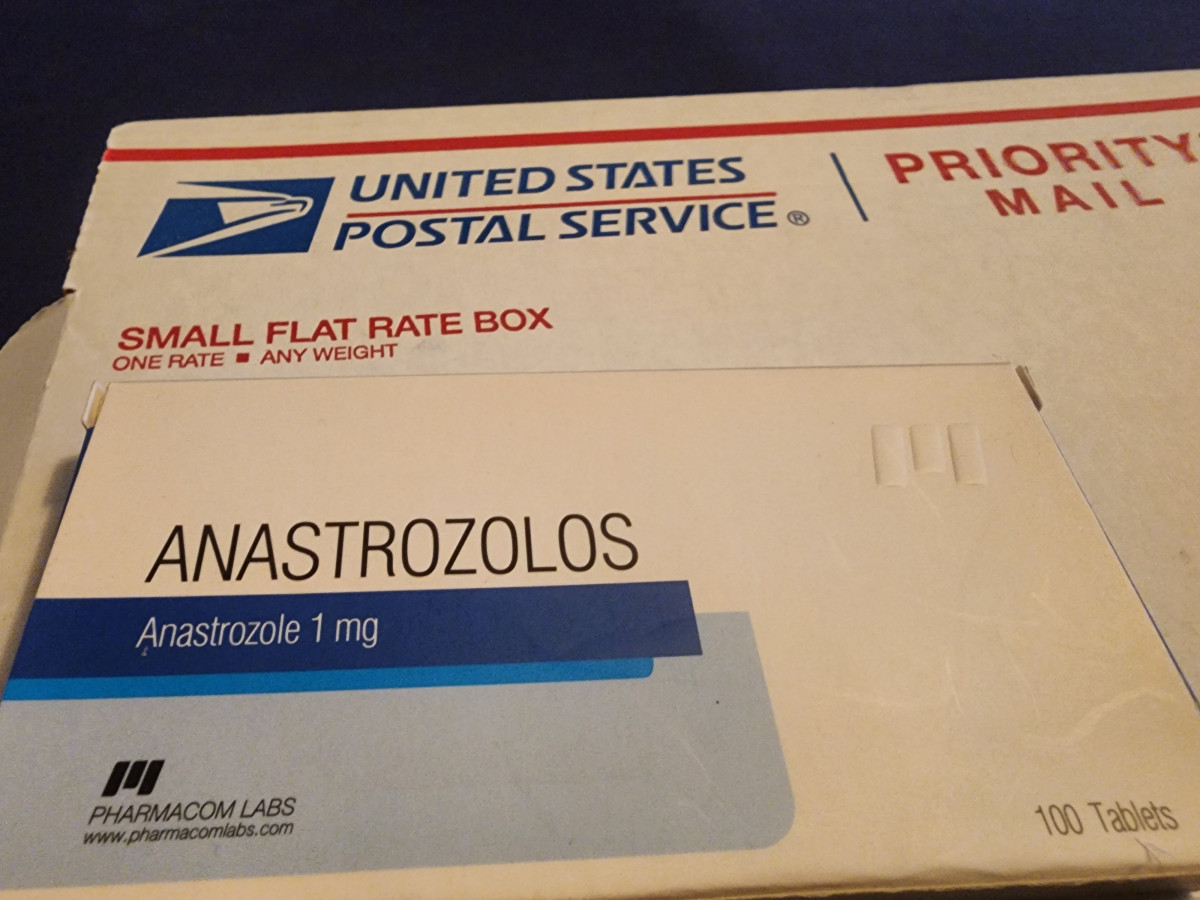 UNITED STATES
POSTAL SERVICE®
PRIORITY
MAIL
SMALL FLAT RATE BOX
ONE RATE ■ ANY WEIGHT
ANASTROZOLOS
Anastrozole 1 mg
PHARMACOM LABS
www.pharmacomlabs.com
100 Tablets